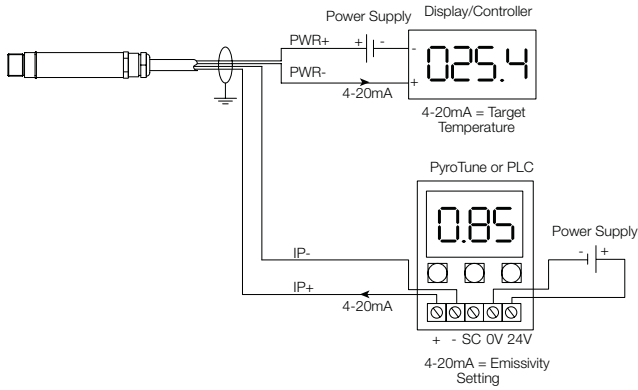 Power Supply
Display/Controller
PWR+
+ -
-
025.4
PWR-
+
4-20mA
4-20mA = Target
Temperature
PyroTune or PLC
0.85
Power Supply
- +
IP-
IP+
4-20mA
+ - SC 0V 24V
4-20mA = Emissivity
Setting